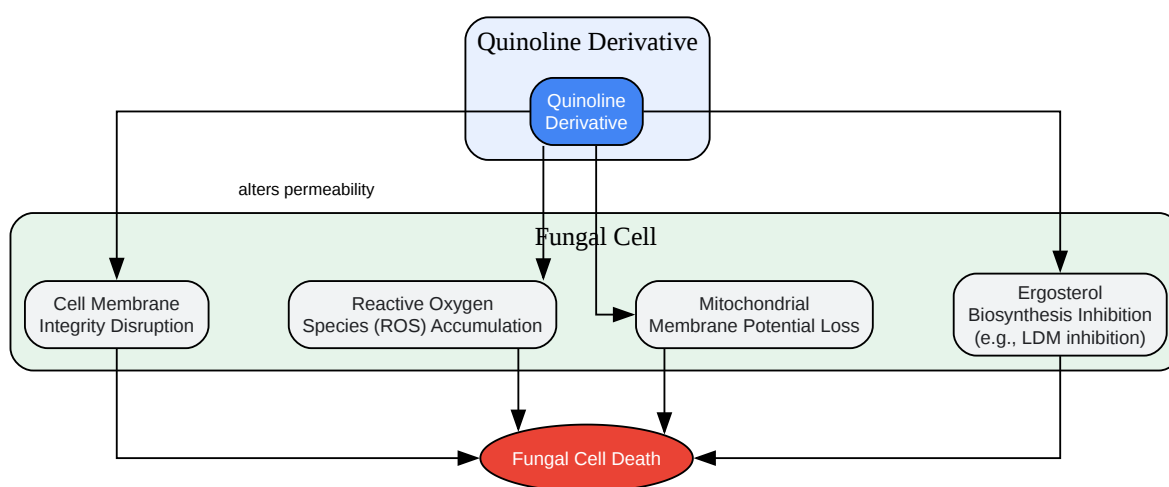 Quinoline Derivative
Quinoline
Derivative
alters permeability
Fungal Cell
Cell Membrane
Integrity Disruption
Reactive Oxygen
Species (ROS) Accumulation
Mitochondrial
Membrane Potential Loss
Ergosterol
Biosynthesis Inhibition
(e.g., LDM inhibition)
Fungal Cell Death